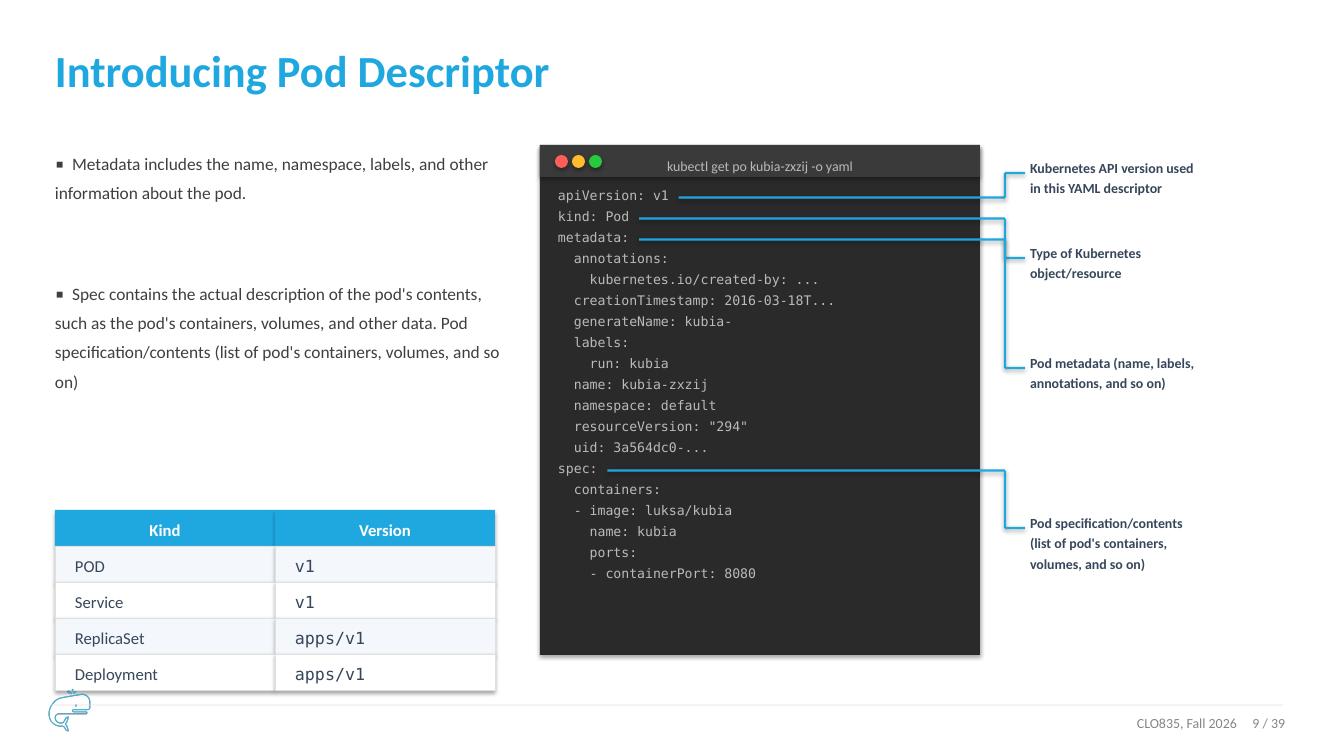 Introducing Pod Descriptor
▪ Metadata includes the name, namespace, labels, and other
information about the pod.
▪ Spec contains the actual description of the pod's contents,
such as the pod's containers, volumes, and other data. Pod
specification/contents (list of pod's containers, volumes, and so
on)
Kind Version
POD v1
Service v1
ReplicaSet apps/v1
Deployment apps/v1
kubectl get po kubia-zxzij -o yaml
apiVersion: v1
kind: Pod
metadata:
  annotations:
    kubernetes.io/created-by: ...
  creationTimestamp: 2016-03-18T...
  generateName: kubia-
  labels:
    run: kubia
  name: kubia-zxzij
  namespace: default
  resourceVersion: "294"
  uid: 3a564dc0-...
spec:
  containers:
  - image: luksa/kubia
    name: kubia
    ports:
    - containerPort: 8080
Kubernetes API version used
in this YAML descriptor
Type of Kubernetes
object/resource
Pod metadata (name, labels,
annotations, and so on)
Pod specification/contents
(list of pod's containers,
volumes, and so on)
CLO835, Fall 2026 9 / 39